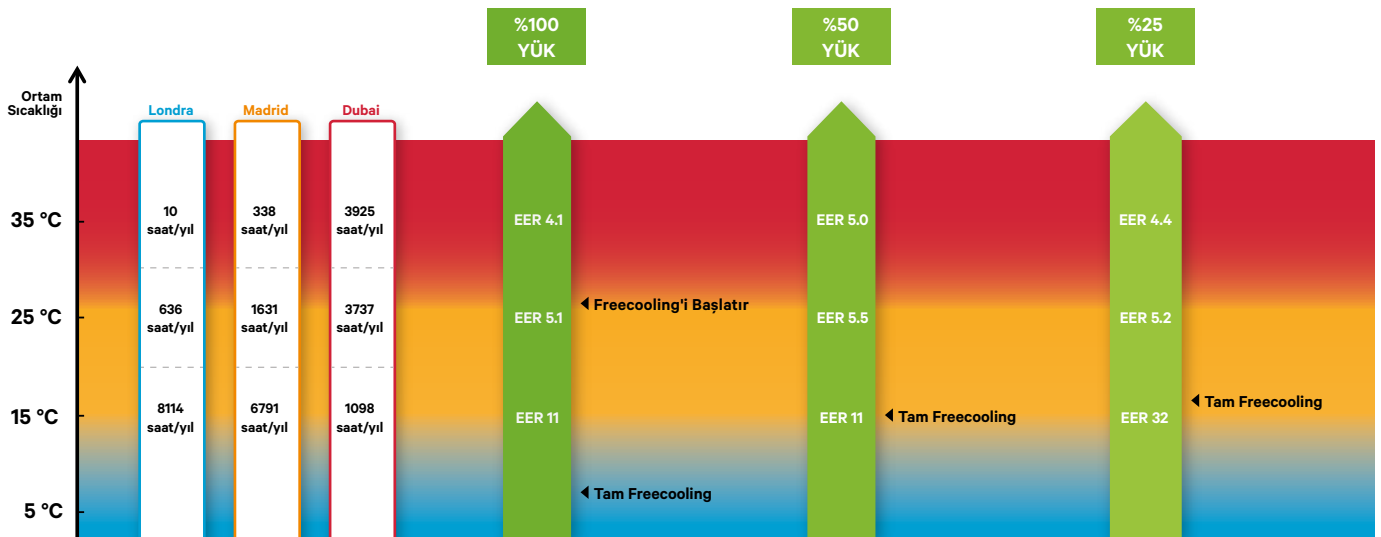 %100
YÜK
%50
YÜK
%25
YÜK
Ortam
Sıcaklığı
Londra
Madrid
Dubai
35 °C
10
saat/yıl
338
saat/yıl
3925
saat/yıl
EER 4.1
EER 5.0
EER 4.4
Freecooling'i Başlatır
25 °C
636
saat/yıl
1631
saat/yıl
3737
saat/yıl
EER 5.1
EER 5.5
EER 5.2
15 °C
8114
saat/yıl
6791
saat/yıl
1098
saat/yıl
EER 11
EER 11
Tam Freecooling
EER 32
Tam Freecooling
Tam Freecooling
5 °C